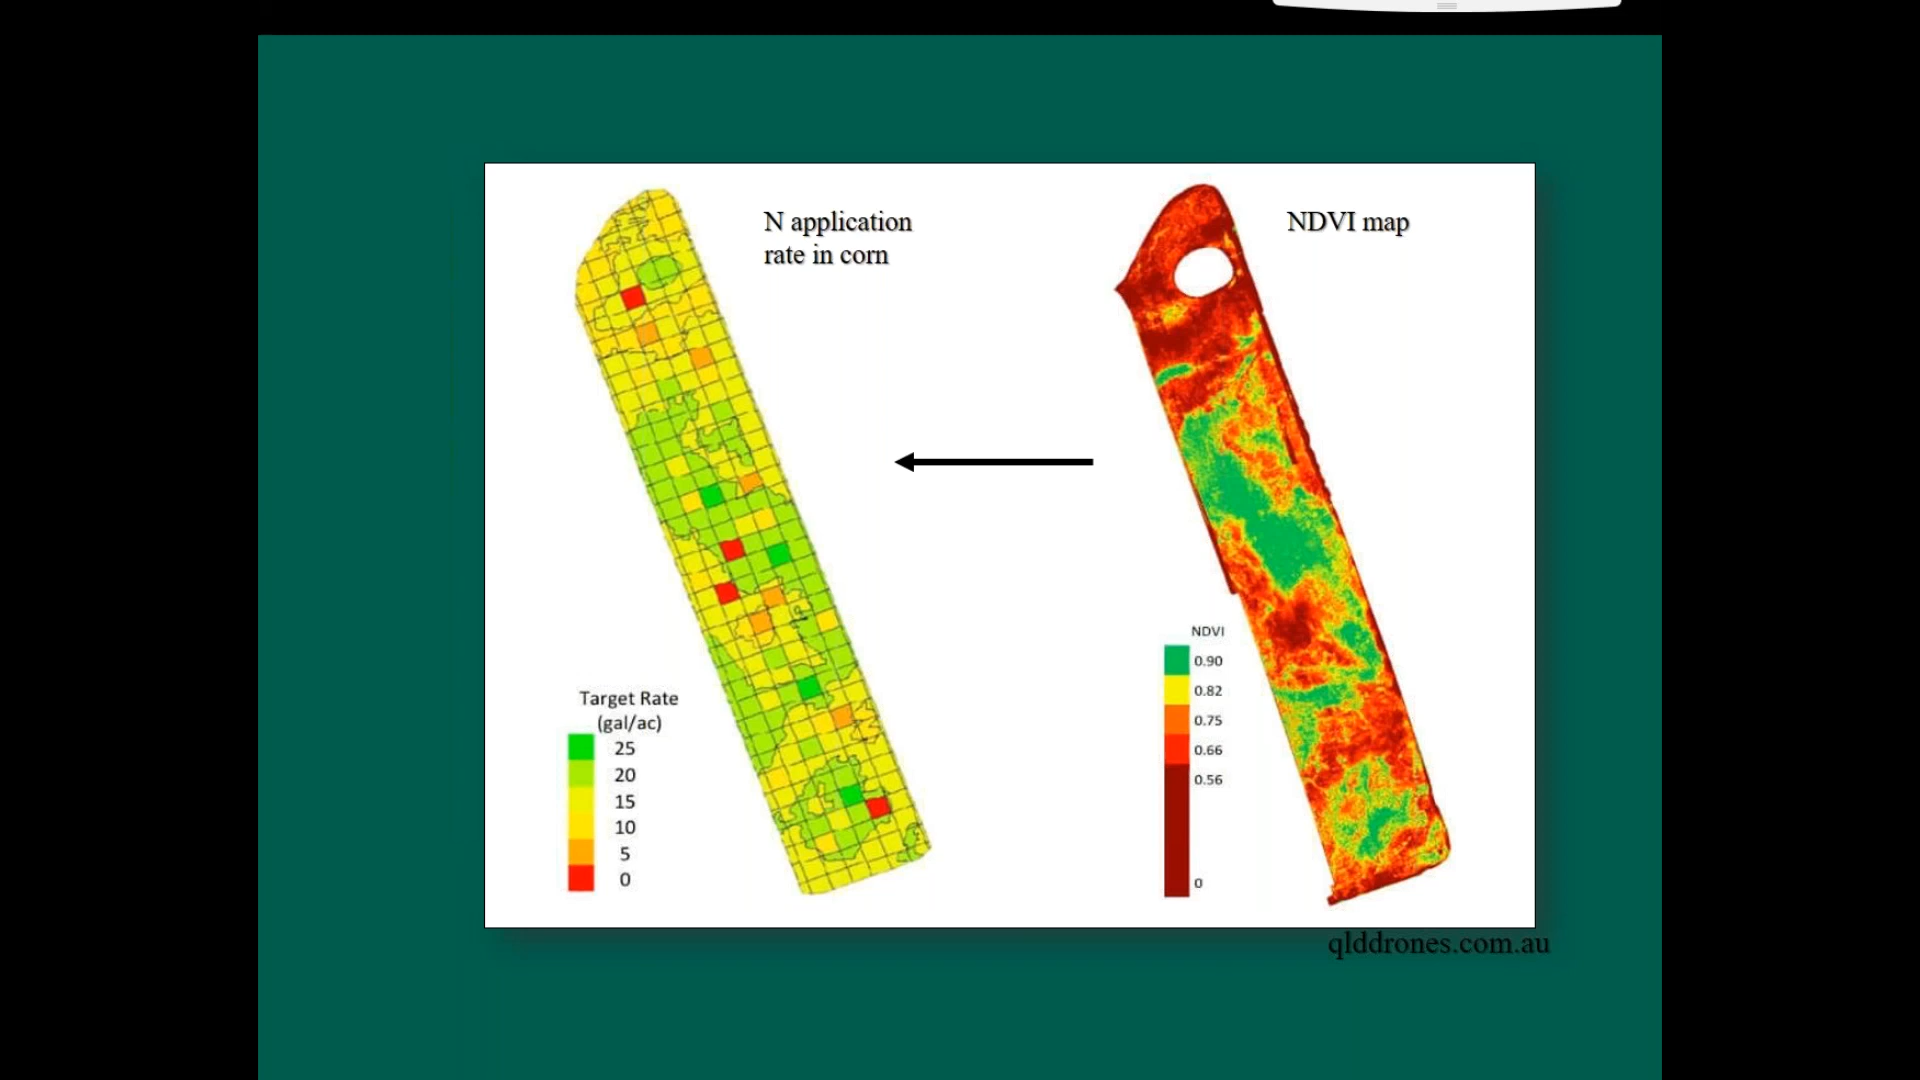 N application
rate in corn
NDVI map
NDVI
0.90
0.82
0.75
0.66
0.56
0
Target Rate
(gal/ac)
25
20
15
10
5
0
qlddrones.com.au